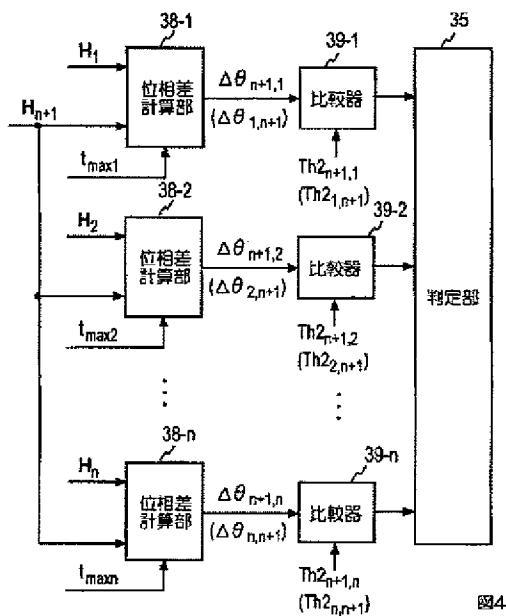 38-1
39-1
35
H1
位相差
計算部
Δθn+1,1
(Δθ1,n+1)
比較器
Hn+1
tmax1
Th2n+1,1
(Th21,n+1)
38-2
39-2
H2
位相差
計算部
Δθn+1,2
(Δθ2,n+1)
比較器
判定部
tmax2
Th2n+1,2
(Th22,n+1)
38-n
39-n
Hn
位相差
計算部
Δθn+1,n
(Δθn,n+1)
比較器
tmaxn
Th2n+1,n
(Th2n,n+1)
図4